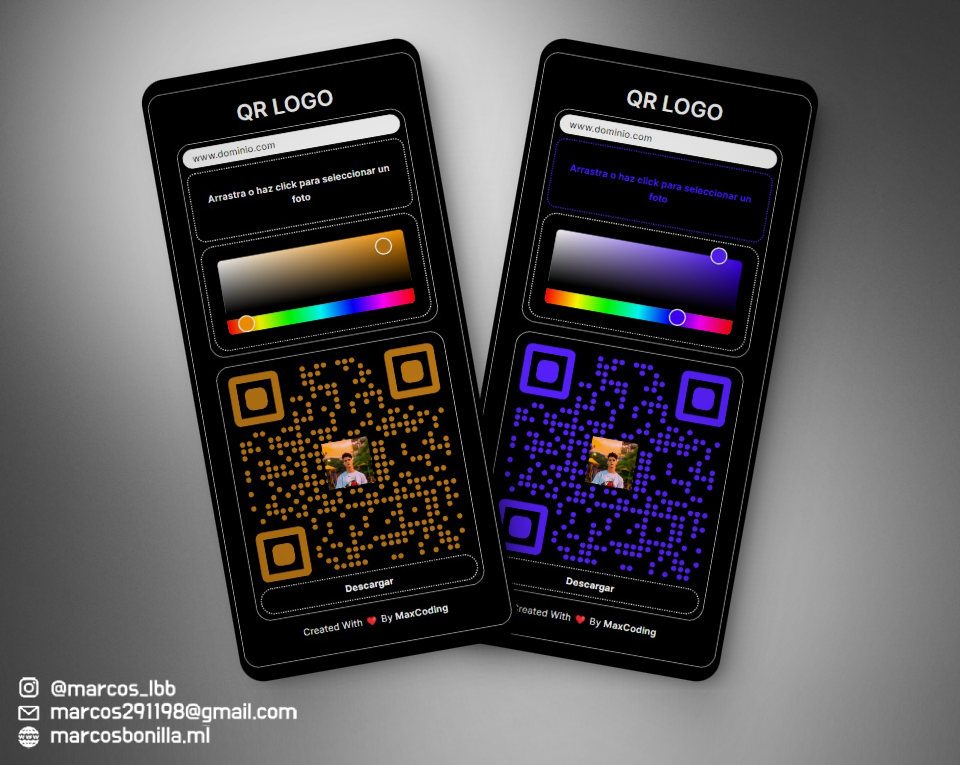 QR LOGO
www.dominio.com
Arrastra o haz click para seleccionar un
foto
Descargar
Created With ❤️ By MaxCoding
QR LOGO
www.dominio.com
Arrastra o haz click para seleccionar un
foto
Descargar
Created With ❤️ By MaxCoding
@marcos_lbb
marcos291198@gmail.com
marcosbonilla.ml